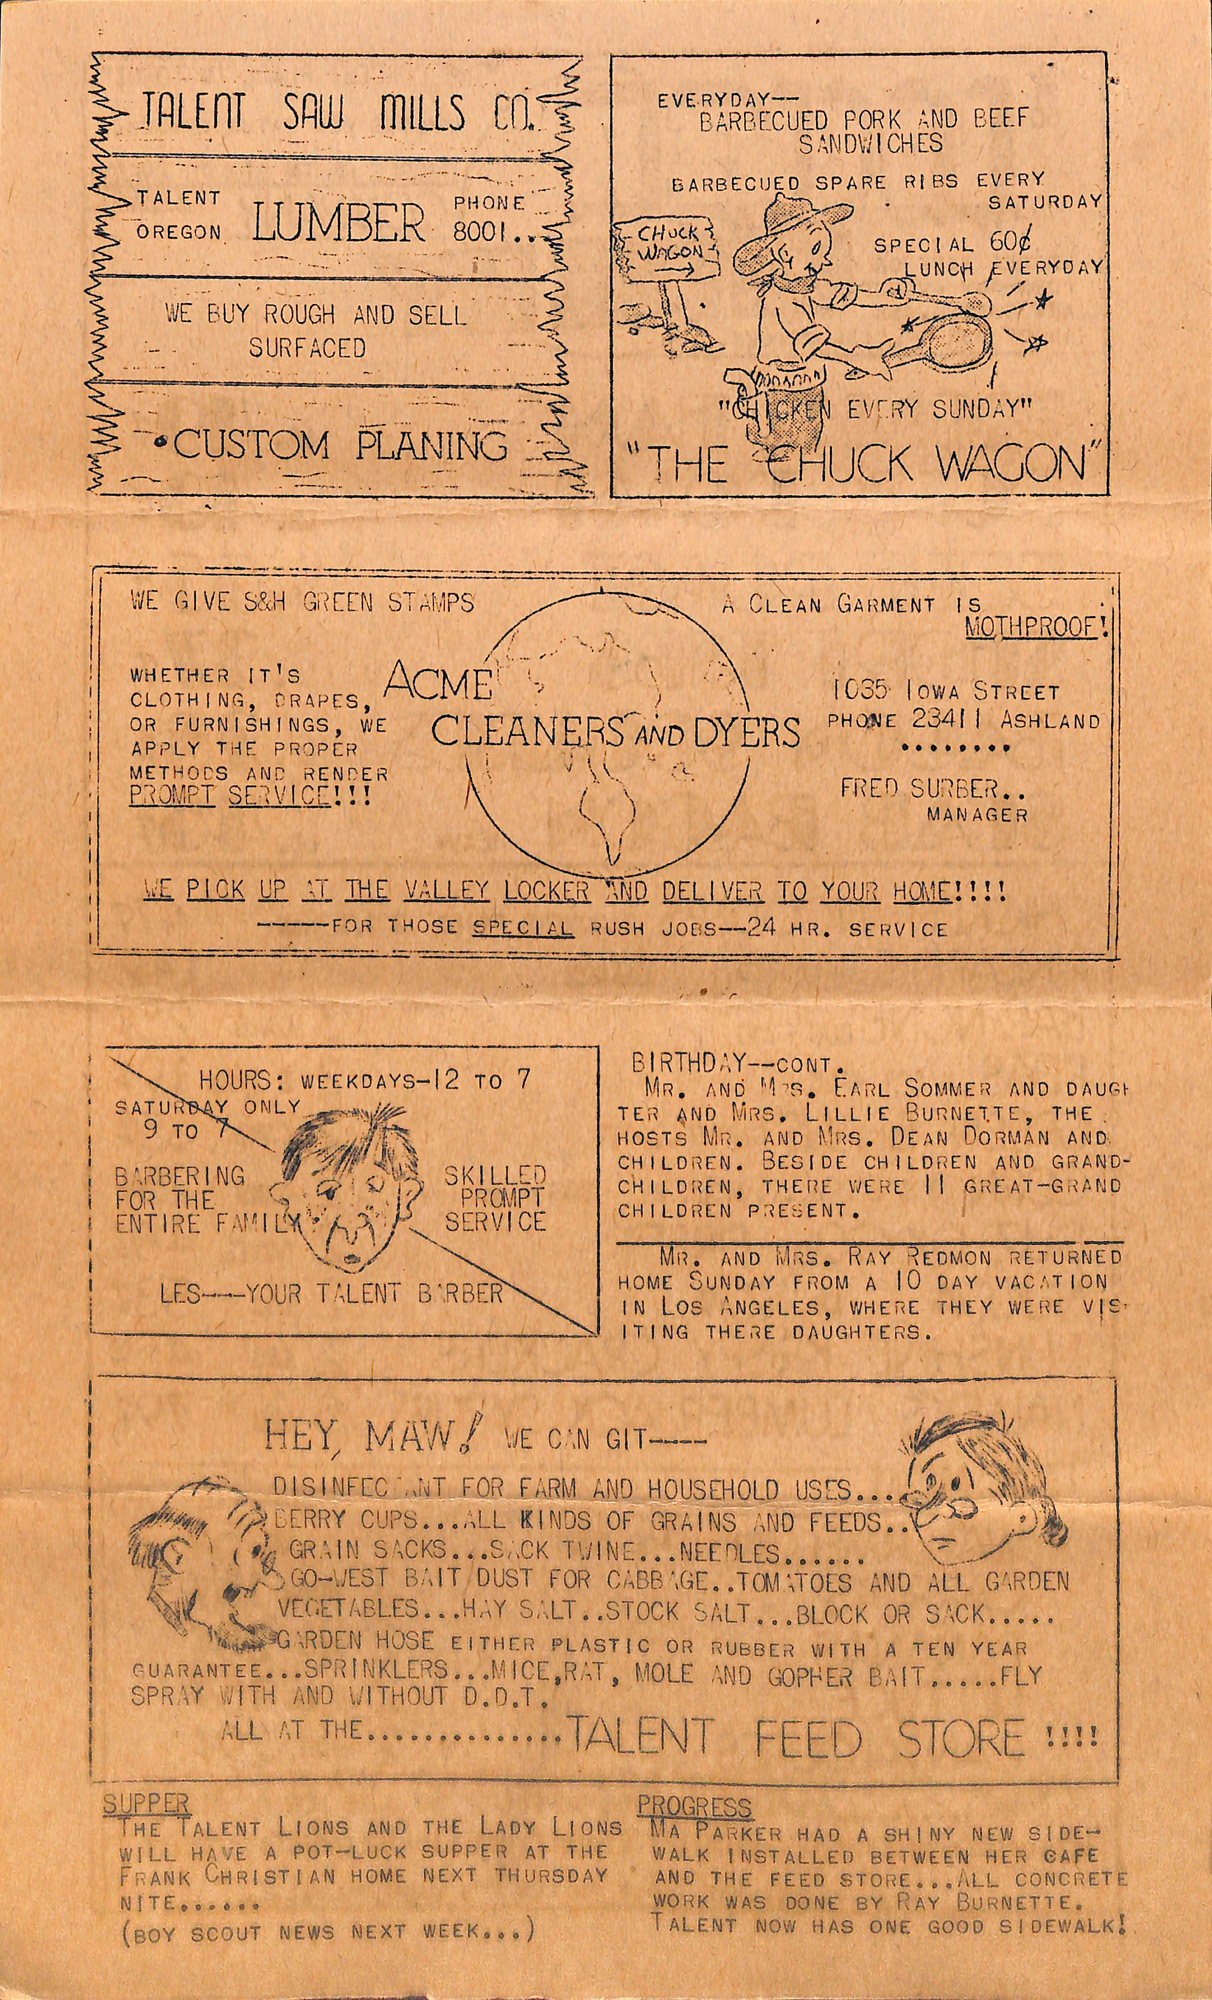 TALENT SAW MILLS CO.
TALENT
OREGON
LUMBER
PHONE
8001..
WE BUY ROUGH AND SELL
SURFACED
CUSTOM PLANING
EVERYDAY--
BARBECUED PORK AND BEEF
SANDWICHES
BARBECUED SPARE RIBS EVERY
SATURDAY
CHUCK
WAGON
SPECIAL 60¢
LUNCH EVERYDAY
"CHICKEN EVERY SUNDAY"
"THE CHUCK WAGON"
WE GIVE S&H GREEN STAMPS
A CLEAN GARMENT IS
MOTHPROOF!
WHETHER IT'S
CLOTHING, DRAPES,
OR FURNISHINGS, WE
APPLY THE PROPER
METHODS AND RENDER
PROMPT SERVICE!!!
ACME
CLEANERS AND DYERS
1035 IOWA STREET
PHONE 23411 ASHLAND
........
FRED SURBER..
MANAGER
WE PICK UP AT THE VALLEY LOCKER AND DELIVER TO YOUR HOME!!!!
-----FOR THOSE SPECIAL RUSH JOBS--24 HR. SERVICE
HOURS: WEEKDAYS-12 TO 7
SATURDAY ONLY
9 TO 7
BARBERING
FOR THE
ENTIRE FAMILY
SKILLED
PROMPT
SERVICE
LES---YOUR TALENT BARBER
BIRTHDAY--CONT.
MR. AND MRS. EARL SOMMER AND DAUGH
TER AND MRS. LILLIE BURNETTE, THE
HOSTS MR. AND MRS. DEAN DORMAN AND
CHILDREN. BESIDE CHILDREN AND GRAND-
CHILDREN, THERE WERE 11 GREAT-GRAND
CHILDREN PRESENT.
MR. AND MRS. RAY REDMON RETURNED
HOME SUNDAY FROM A 10 DAY VACATION
IN LOS ANGELES, WHERE THEY WERE VIS-
ITING THERE DAUGHTERS.
HEY, MAW! WE CAN GIT----
DISINFECTANT FOR FARM AND HOUSEHOLD USES...
BERRY CUPS...ALL KINDS OF GRAINS AND FEEDS..
GRAIN SACKS...SACK TWINE...NEEDLES......
GO-WEST BAIT DUST FOR CABBAGE..TOMATOES AND ALL GARDEN
VEGETABLES...HAY SALT..STOCK SALT...BLOCK OR SACK.....
GARDEN HOSE EITHER PLASTIC OR RUBBER WITH A TEN YEAR
GUARANTEE...SPRINKLERS...MICE,RAT, MOLE AND GOPHER BAIT......FLY
SPRAY WITH AND WITHOUT D.D.T.
ALL AT THE...............TALENT FEED STORE !!!!
SUPPER
THE TALENT LIONS AND THE LADY LIONS
WILL HAVE A POT-LUCK SUPPER AT THE
FRANK CHRISTIAN HOME NEXT THURSDAY
NITE......
(BOY SCOUT NEWS NEXT WEEK...)
PROGRESS
MA PARKER HAD A SHINY NEW SIDE-
WALK INSTALLED BETWEEN HER CAFE
AND THE FEED STORE...ALL CONCRETE
WORK WAS DONE BY RAY BURNETTE.
TALENT NOW HAS ONE GOOD SIDEWALK!